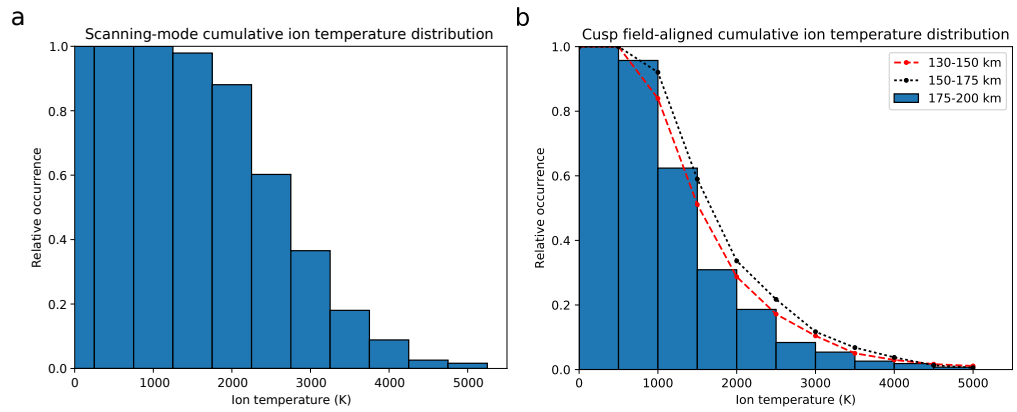 a
Scanning-mode cumulative ion temperature distribution
1.0
0.8
0.6
0.4
0.2
0.0
Relative occurrence
0 1000 2000 3000 4000 5000
Ion temperature (K)
b
Cusp field-aligned cumulative ion temperature distribution
1.0
0.8
0.6
0.4
0.2
0.0
Relative occurrence
130-150 km
150-175 km
175-200 km
0 1000 2000 3000 4000 5000
Ion temperature (K)